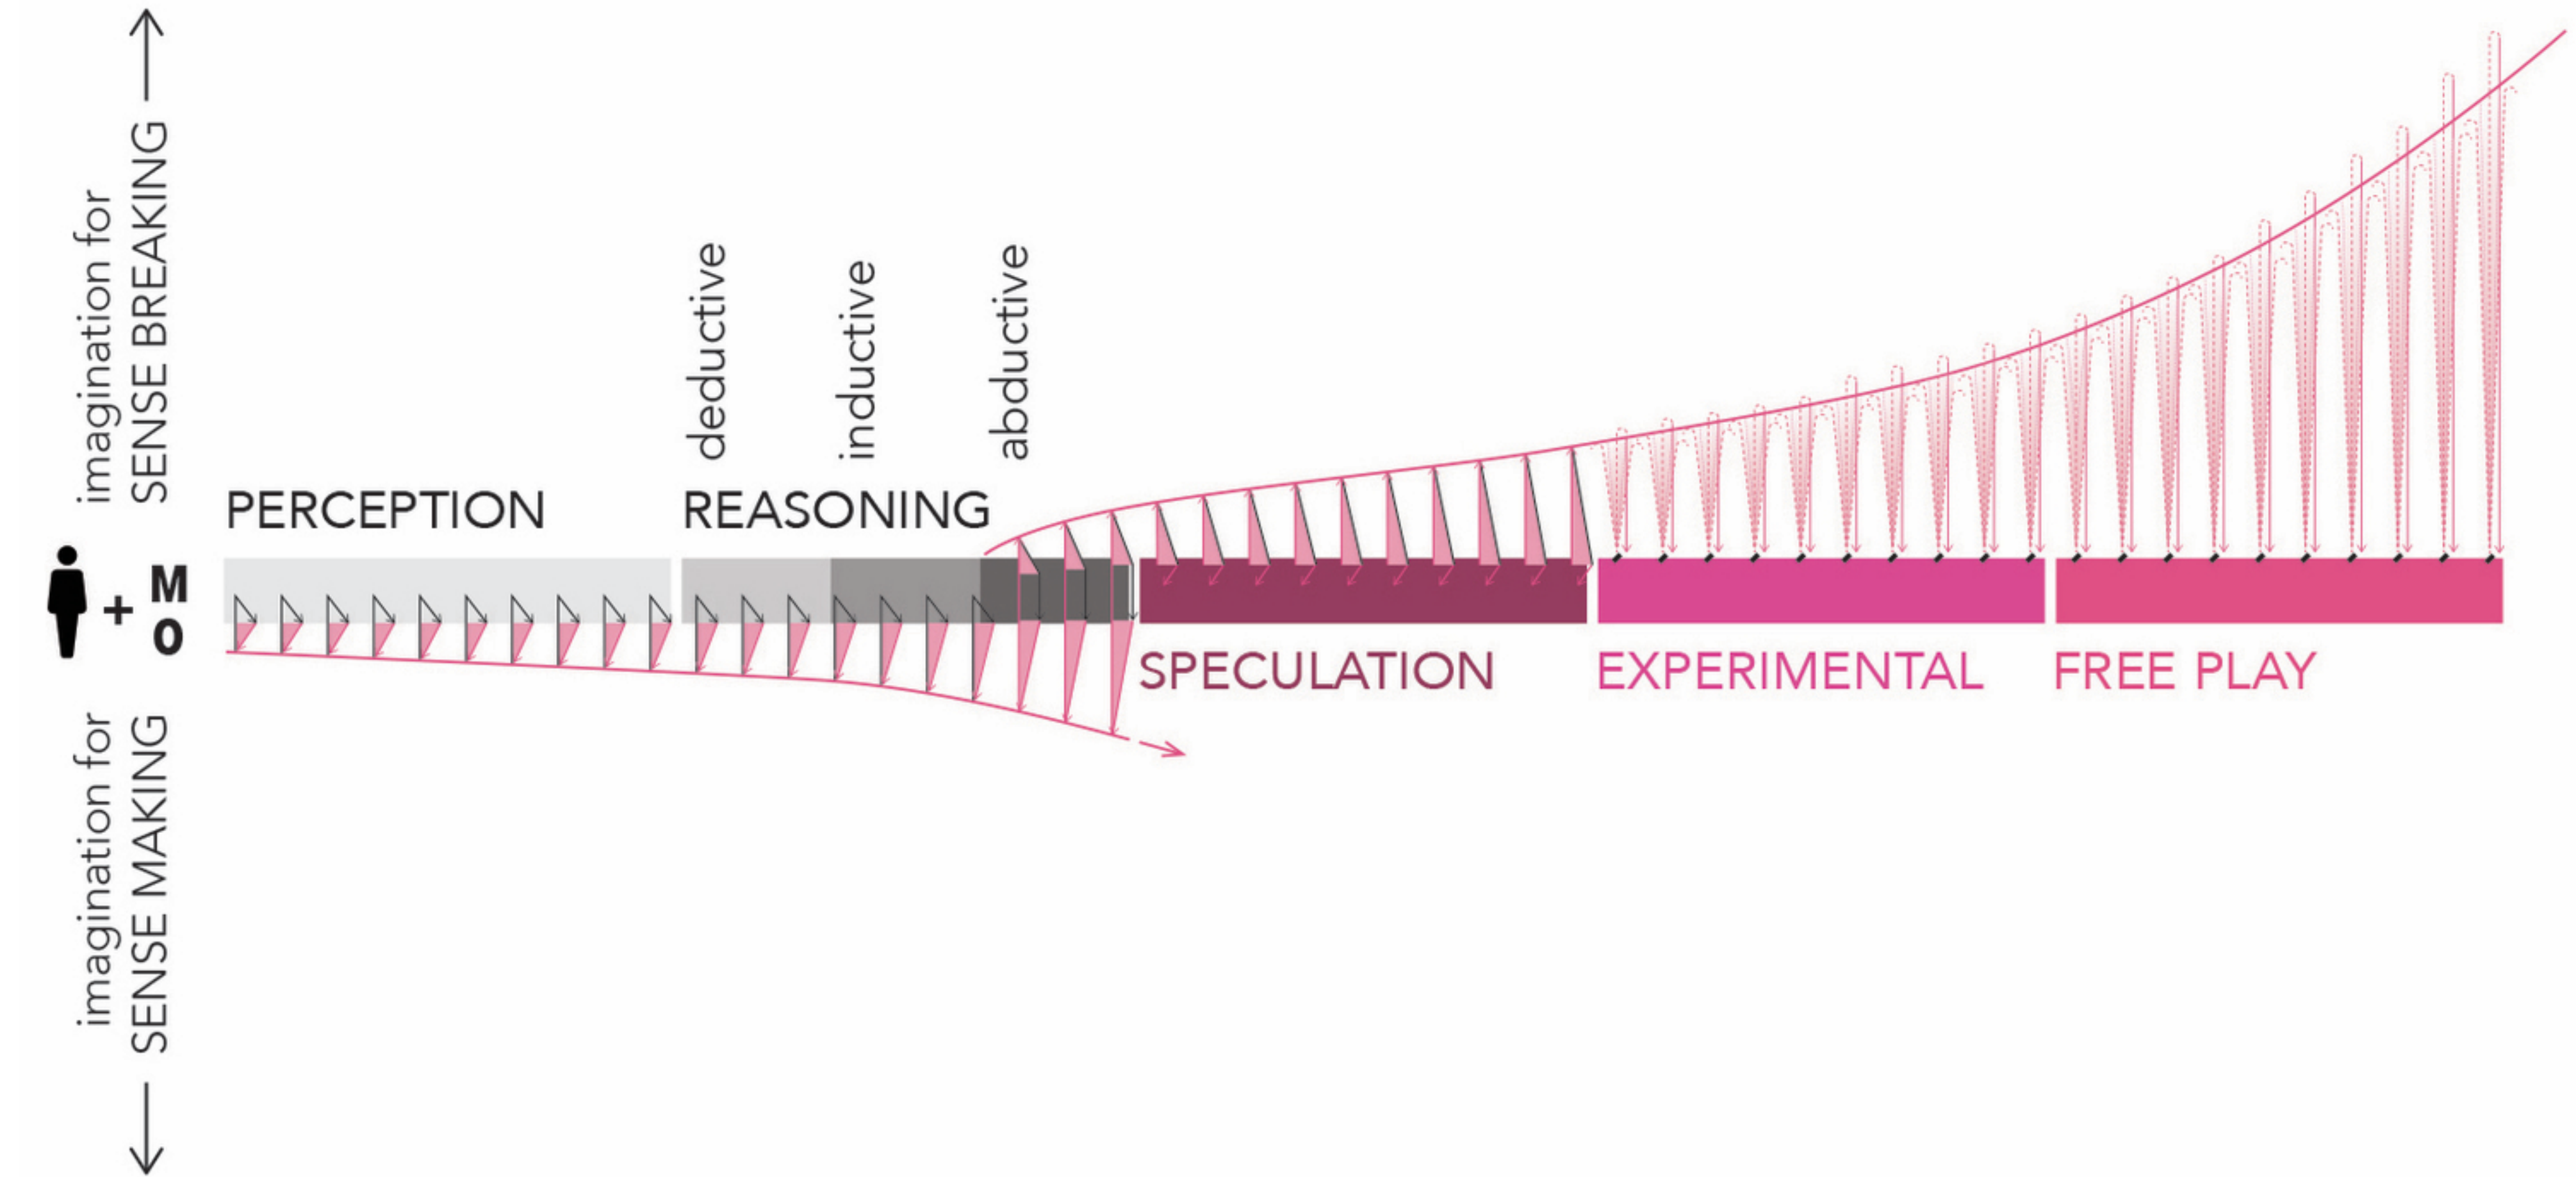 imagination for
SENSE BREAKING
deductive
inductive
abductive
PERCEPTION
REASONING
+
M
O
SPECULATION
EXPERIMENTAL
FREE PLAY
imagination for
SENSE MAKING